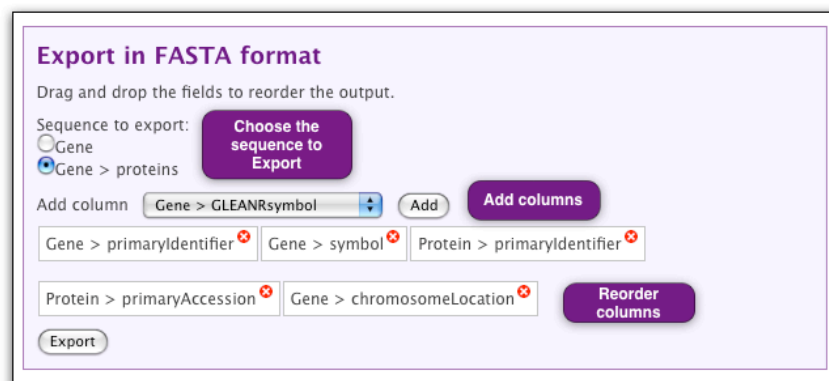 Export in FASTA format
Drag and drop the fields to reorder the output.
Sequence to export:
Gene
Gene > proteins
Choose the
sequence to
Export
Add column Gene > GLEANRsymbol Add
Add columns
Gene > primaryIdentifier Gene > symbol Protein > primaryIdentifier
Protein > primaryAccession Gene > chromosomeLocation
Reorder
columns
Export